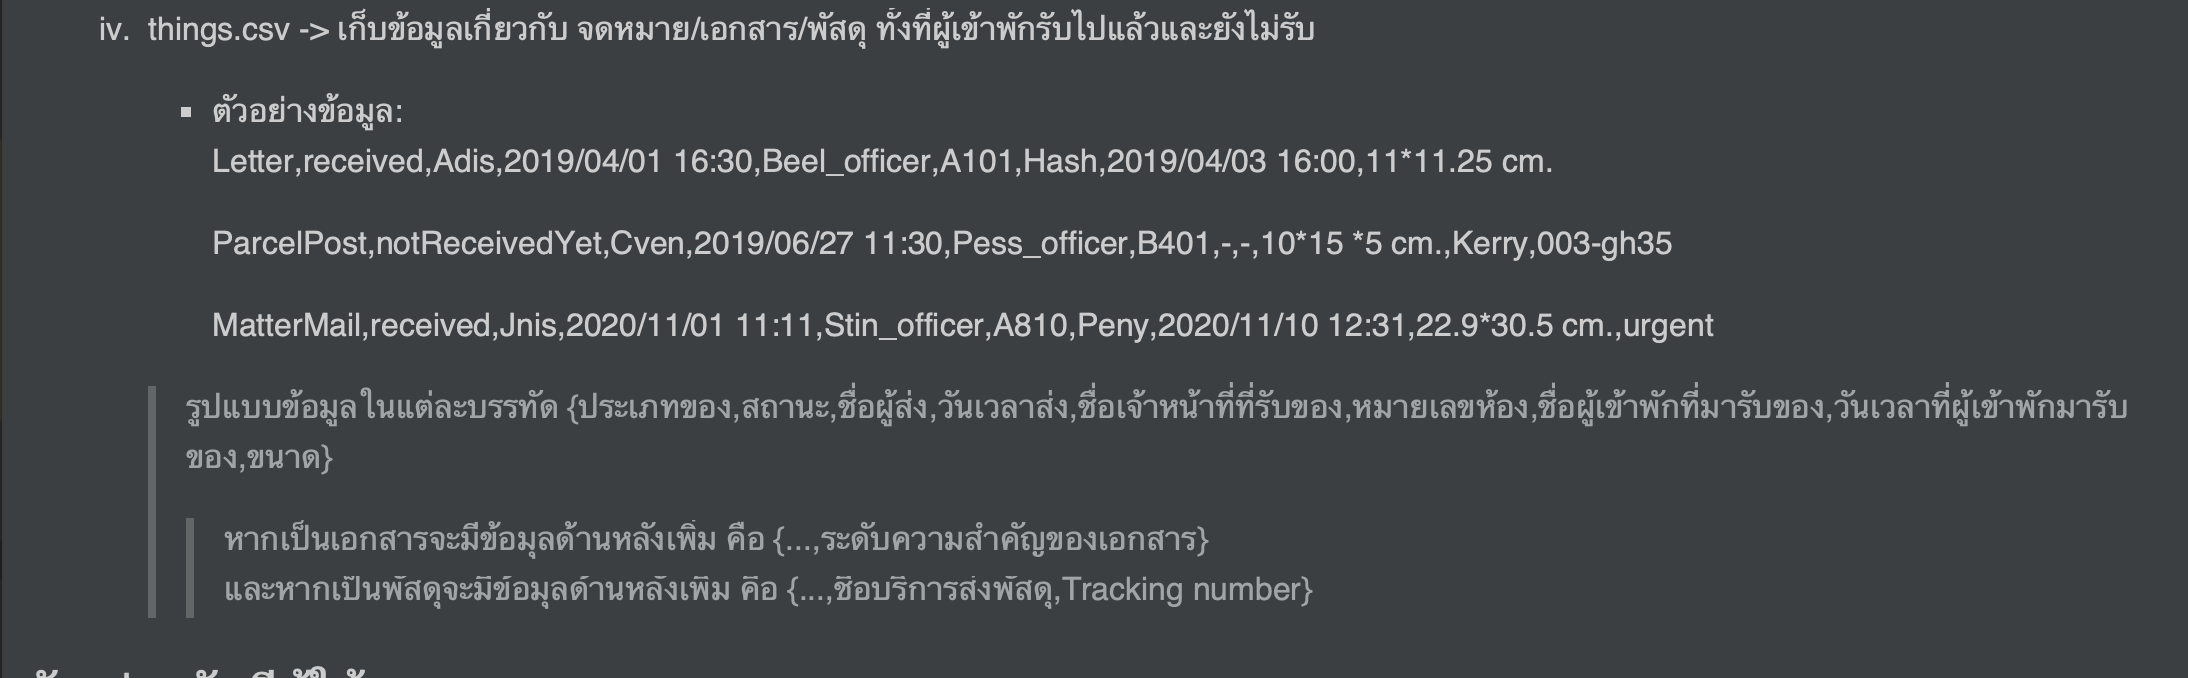 iv. things.csv -> เก็บข้อมูลเกี่ยวกับ จดหมาย/เอกสาร/พัสดุ ทั้งที่ผู้เข้าพักรับไปแล้วและยังไม่รับ
▪ ตัวอย่างข้อมูล:
Letter,received,Adis,2019/04/01 16:30,Beel_officer,A101,Hash,2019/04/03 16:00,11*11.25 cm.
ParcelPost,notReceivedYet,Cven,2019/06/27 11:30,Pess_officer,B401,-,-,10*15 *5 cm.,Kerry,003-gh35
MatterMail,received,Jnis,2020/11/01 11:11,Stin_officer,A810,Peny,2020/11/10 12:31,22.9*30.5 cm.,urgent
รูปแบบข้อมูลในแต่ละบรรทัด {ประเภทของ,สถานะ,ชื่อผู้ส่ง,วันเวลาส่ง,ชื่อเจ้าหน้าที่ที่รับของ,หมายเลขห้อง,ชื่อผู้เข้าพักที่มารับของ,วันเวลาที่ผู้เข้าพักมารับ
ของ,ขนาด}
หากเป็นเอกสารจะมีข้อมูลด้านหลังเพิ่ม คือ {...,ระดับความสำคัญของเอกสาร}
และหากเป็นพัสดุจะมีข้อมูลด้านหลังเพิ่ม คือ {...,ชื่อบริการส่งพัสดุ,Tracking number}